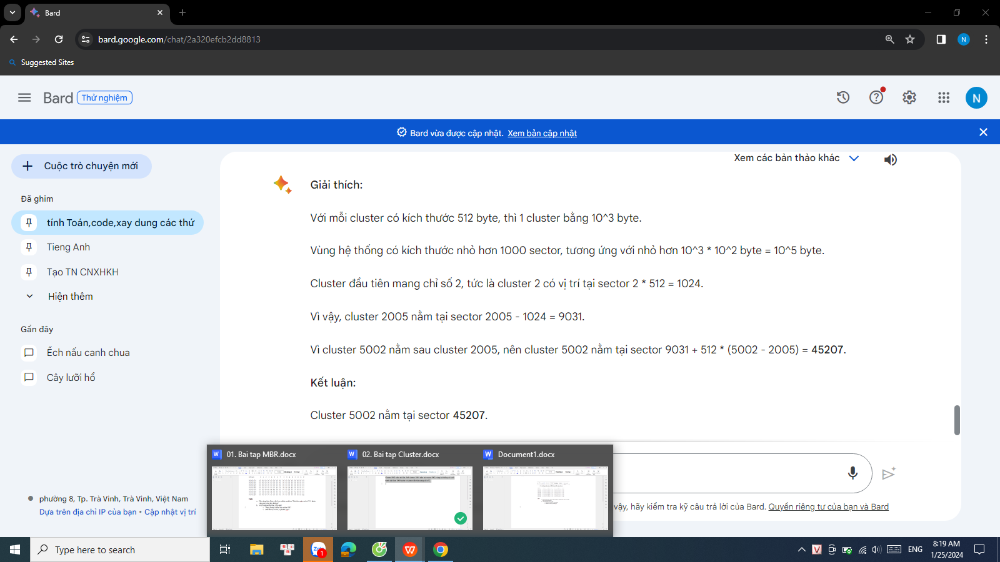 Bard
bard.google.com/chat/2a320efcb2dd8813
N
Suggested Sites
Bard
Thử nghiệm
N
Bard vừa được cập nhật. Xem bản cập nhật
Cuộc trò chuyện mới
Xem các bản thảo khác
Đã ghim
tính Toán,code,xay dung các thứ
Tieng Anh
Tạo TN CNXHKH
Hiện thêm
Gần đây
Ếch nấu canh chua
Cây lưỡi hổ
Giải thích:
Với mỗi cluster có kích thước 512 byte, thì 1 cluster bằng 10^3 byte.
Vùng hệ thống có kích thước nhỏ hơn 1000 sector, tương ứng với nhỏ hơn 10^3 * 10^2 byte = 10^5 byte.
Cluster đầu tiên mang chỉ số 2, tức là cluster 2 có vị trí tại sector 2 * 512 = 1024.
Vì vậy, cluster 2005 nằm tại sector 2005 - 1024 = 9031.
Vì cluster 5002 nằm sau cluster 2005, nên cluster 5002 nằm tại sector 9031 + 512 * (5002 - 2005) = 45207.
Kết luận:
Cluster 5002 nằm tại sector 45207.
01. Bai tap MBR.docx
02. Bai tap Cluster.docx
Document1.docx
phường 8, Tp. Trà Vinh, Trà Vinh, Việt Nam
Dựa trên địa chỉ IP của bạn • Cập nhật vị trí
vậy, hãy kiểm tra kỹ câu trả lời của Bard. Quyền riêng tư của bạn và Bard
Type here to search
1
ENG
8:19 AM
1/25/2024